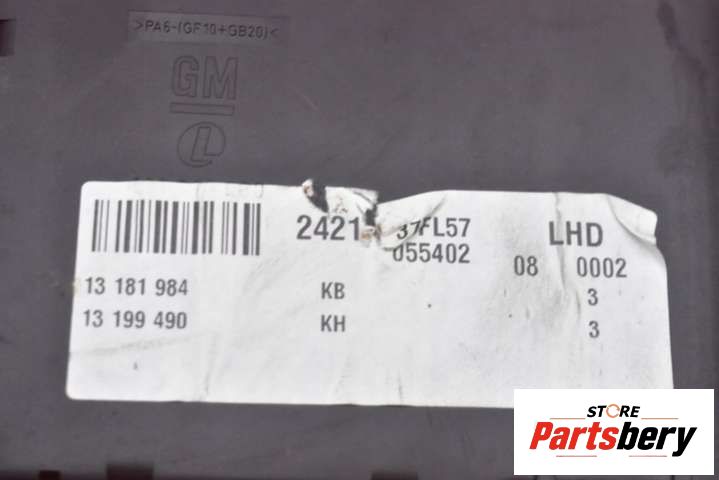 >PA6-(GF10+GB20)<
GM
2421 37FL57 LHD
055402 08 0002
13 181 984 KB 3
13 199 490 KH 3
STORE
Partsbery